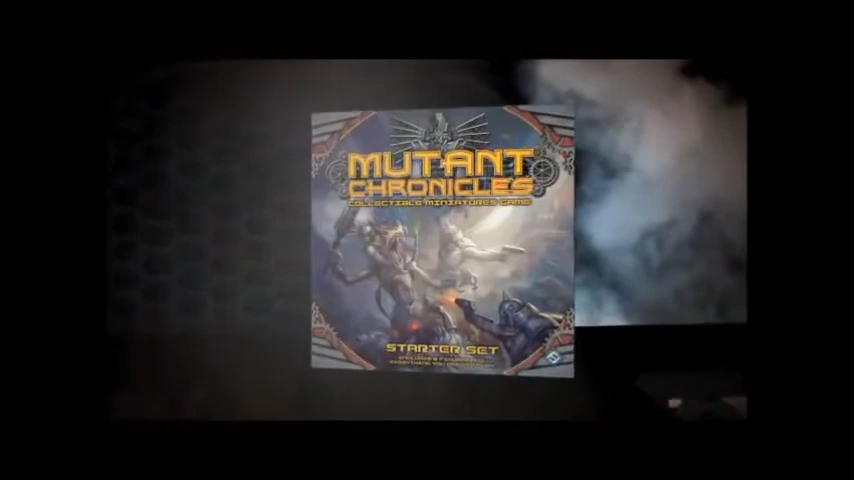 MUTANT
CHRONICLES
COLLECTIBLE MINIATURES GAME
STARTER SET